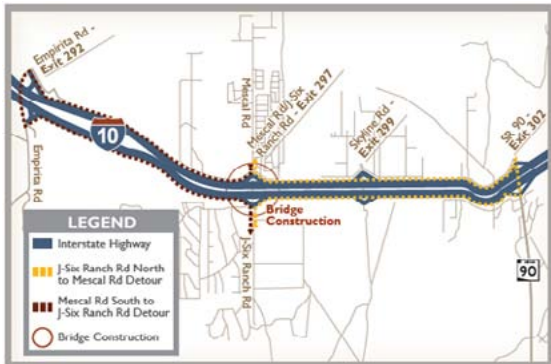 Empirita Rd -
Exit 292
Empirita Rd
10
Mescal Rd
Mescal Rd/J-Six
Ranch Rd - Exit 297
Skyline Rd -
Exit 299
SR 90 -
Exit 302
Bridge
Construction
J-Six Ranch Rd
90
LEGEND
Interstate Highway
J-Six Ranch Rd North
to Mescal Rd Detour
Mescal Rd South to
J-Six Ranch Rd Detour
Bridge Construction